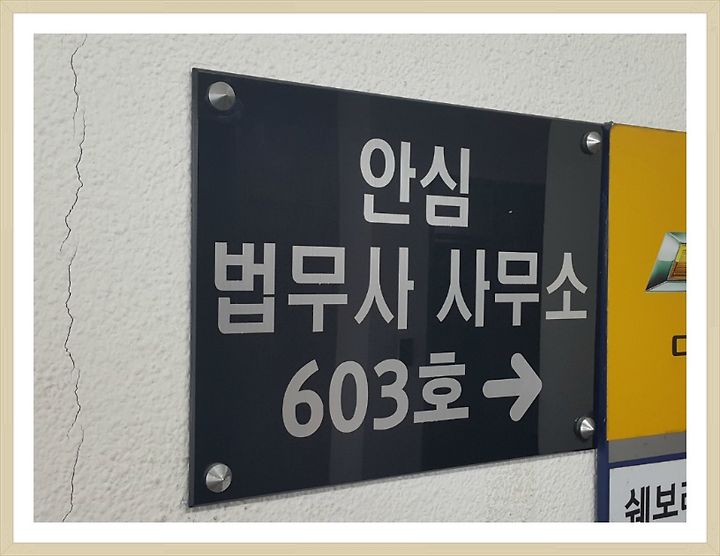 안심
법무사 사무소
603호 →